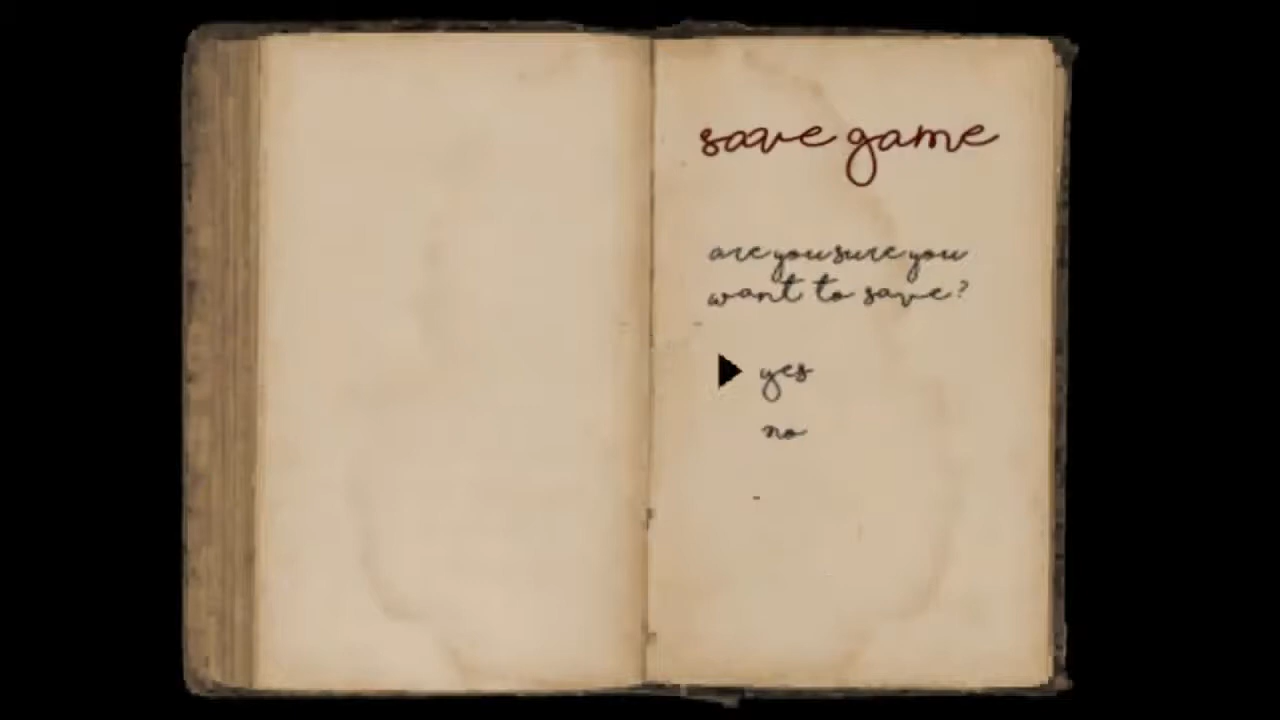 save game
are you sure you
want to save?
yes
no